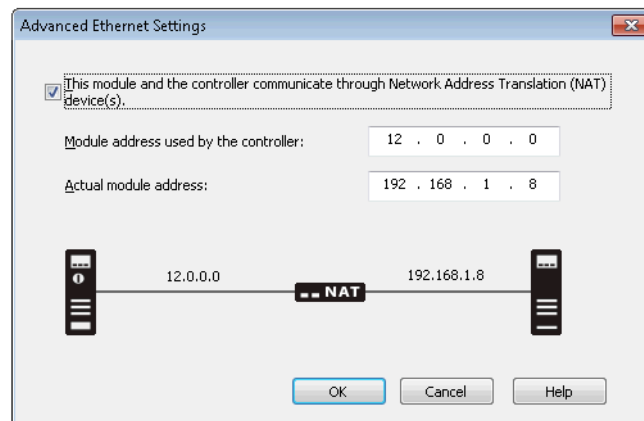 Advanced Ethernet Settings
This module and the controller communicate through Network Address Translation (NAT)
device(s).
Module address used by the controller: 12 . 0 . 0 . 0
Actual module address: 192 . 168 . 1 . 8
12.0.0.0 192.168.1.8
NAT
OK Cancel Help